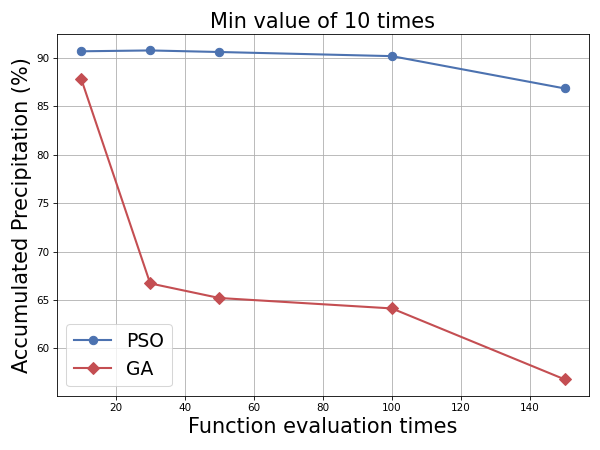 Min value of 10 times
Accumulated Precipitation (%)
90
85
80
75
70
65
60
PSO
GA
20 40 60 80 100 120 140
Function evaluation times